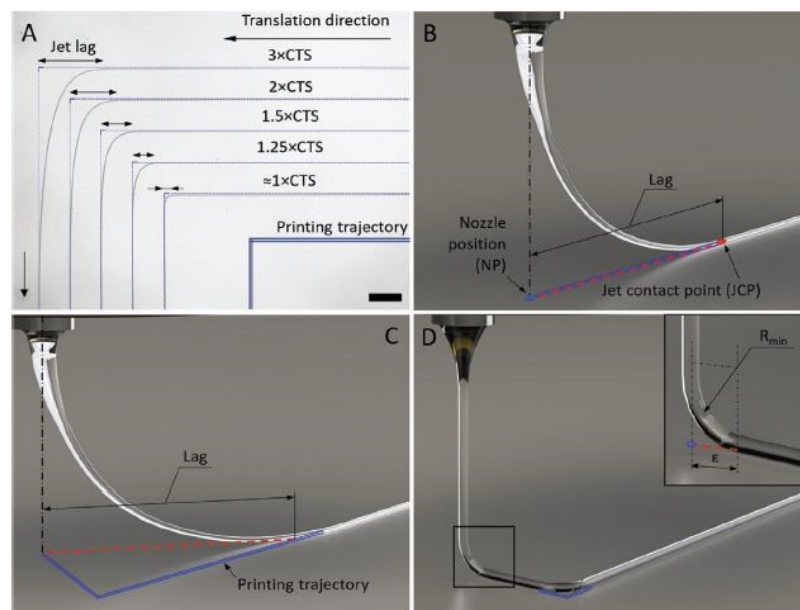 A
Translation direction
Jet lag
3×CTS
2×CTS
1.5×CTS
1.25×CTS
≈1×CTS
Printing trajectory
B
Lag
Nozzle
position
(NP)
Jet contact point (JCP)
C
Lag
Printing trajectory
D
Rmin
ε